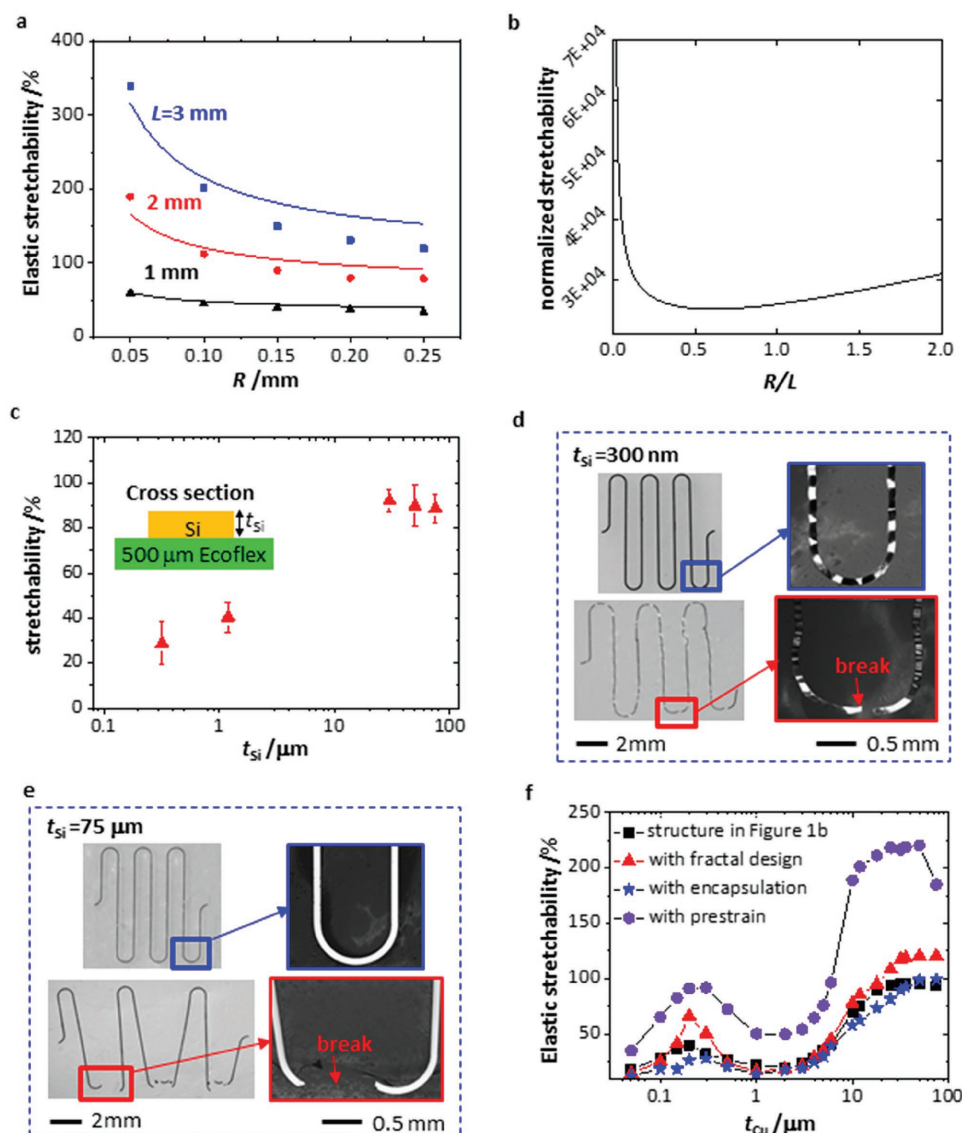 a
400
300
200
100
0
Elastic stretchability /%
L=3 mm
2 mm
1 mm
0.05 0.10 0.15 0.20 0.25
R /mm
b
7E+04
6E+04
5E+04
4E+04
3E+04
normalized stretchability
0.0 0.5 1.0 1.5 2.0
R/L
c
120
100
80
60
40
20
0
stretchability /%
Cross section
tSi
Si
500 μm Ecoflex
0.1 1 10 100
tSi /μm
d
tSi=300 nm
break
2mm 0.5 mm
e
tSi=75 μm
break
2mm 0.5mm
f
250
200
150
100
50
Elastic stretchability /%
structure in Figure 1b
with fractal design
with encapsulation
with prestrain
0.1 1 10 100
tCu /μm